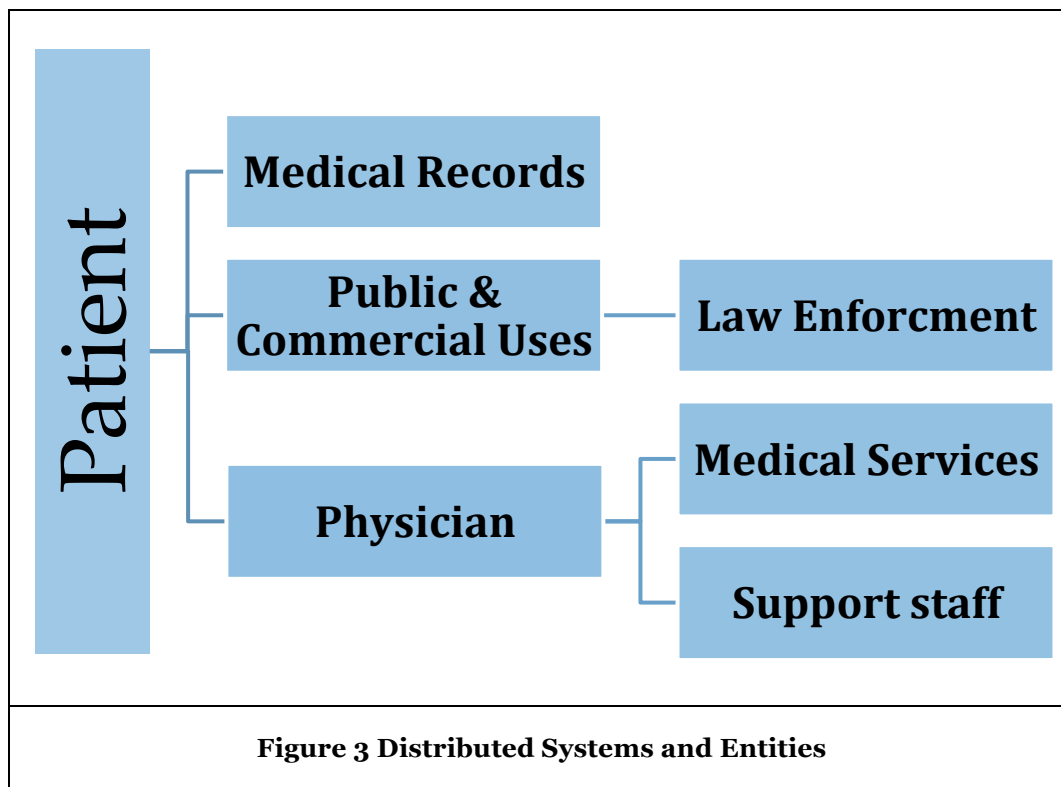 Patient
Medical Records
Public &
Commercial Uses
Law Enforcment
Physician
Medical Services
Support staff
Figure 3 Distributed Systems and Entities